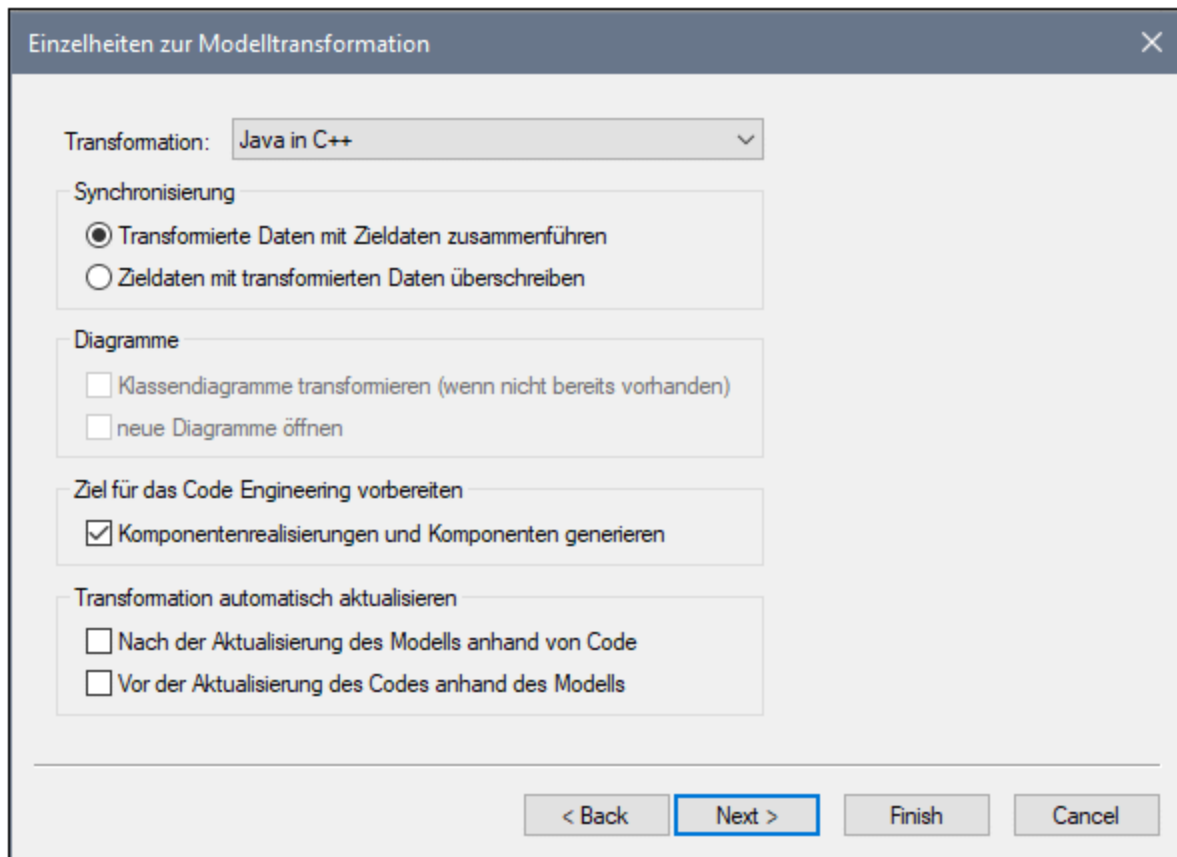 Einzelheiten zur Modelltransformation
Transformation: Java in C++
Synchronisierung
Transformierte Daten mit Zieldaten zusammenführen
Zieldaten mit transformierten Daten überschreiben
Diagramme
Klassendiagramme transformieren (wenn nicht bereits vorhanden)
neue Diagramme öffnen
Ziel für das Code Engineering vorbereiten
Komponentenrealisierungen und Komponenten generieren
Transformation automatisch aktualisieren
Nach der Aktualisierung des Modells anhand von Code
Vor der Aktualisierung des Codes anhand des Modells
< Back Next > Finish Cancel